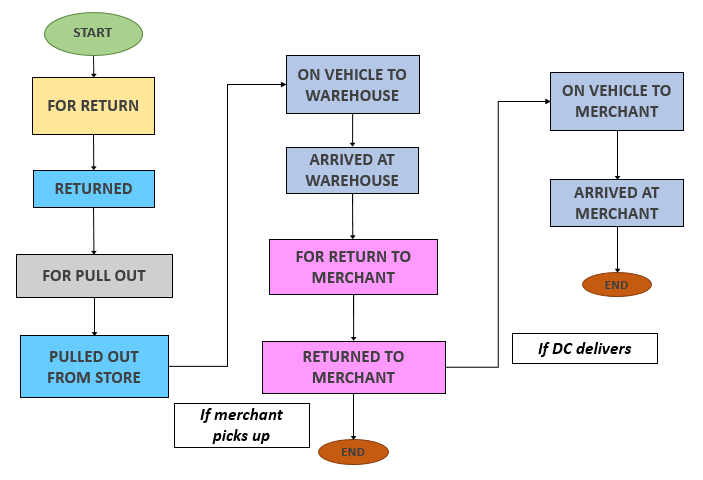 START
FOR RETURN
RETURNED
FOR PULL OUT
PULLED OUT
FROM STORE
ON VEHICLE TO
WAREHOUSE
ARRIVED AT
WAREHOUSE
FOR RETURN TO
MERCHANT
RETURNED TO
MERCHANT
If merchant
picks up
END
If DC delivers
ON VEHICLE TO
MERCHANT
ARRIVED AT
MERCHANT
END